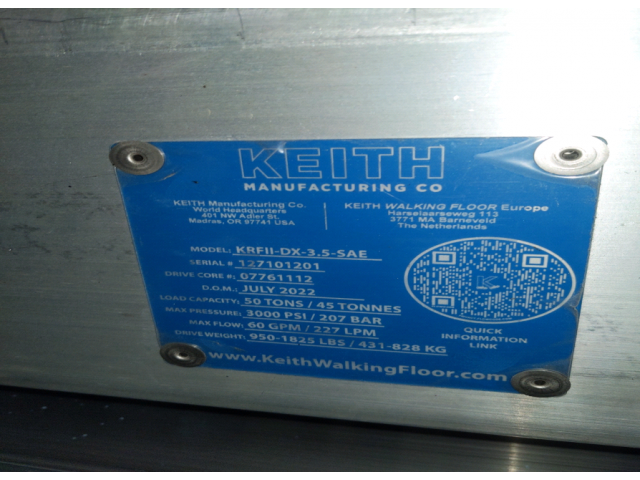 KEITH
MANUFACTURING CO
KEITH Manufacturing Co.
World Headquarters
401 NW Adler St.
Madras, OR 97741 USA
KEITH WALKING FLOOR Europe
Harselaarseweg 113
3771 MA Barneveld
The Netherlands
MODEL: KRFII-DX-3.5-SAE
SERIAL # 127101201
DRIVE CORE#: 07761112
D.O.M.: JULY 2022
LOAD CAPACITY: 50 TONS / 45 TONNES
MAX PRESSURE: 3000 PSI / 207 BAR
MAX FLOW: 60 GPM / 227 LPM
DRIVE WEIGHT: 950-1825 LBS / 431-828 KG
QUICK
INFORMATION
LINK
www.KeithWalkingFloor.com